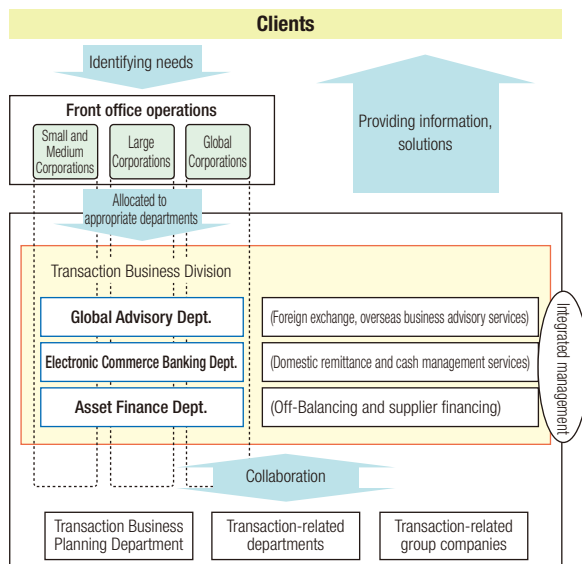 Clients
Identifying needs
Front office operations
Small and
Medium
Corporations
Large
Corporations
Global
Corporations
Providing information,
solutions
Allocated to
appropriate departments
Transaction Business Division
Global Advisory Dept.
(Foreign exchange, overseas business advisory services)
Electronic Commerce Banking Dept.
(Domestic remittance and cash management services)
Asset Finance Dept.
(Off-Balancing and supplier financing)
Integrated management
Collaboration
Transaction Business
Planning Department
Transaction-related
departments
Transaction-related
group companies